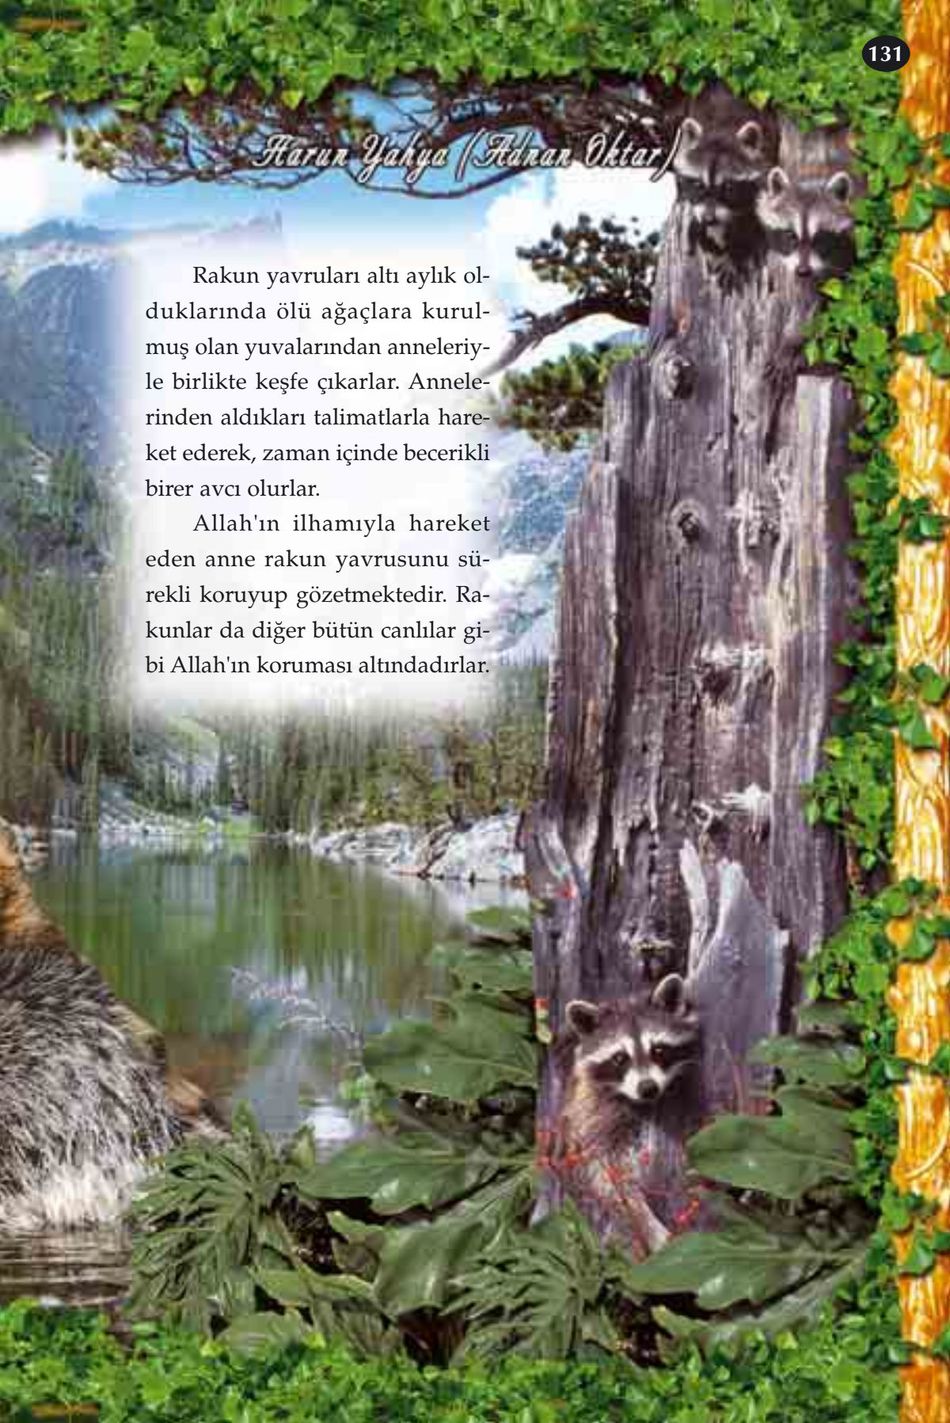 131
Harun Yahya (Adnan Oktar)
Rakun yavruları altı aylık ol-
duklarında ölü ağaçlara kurul-
muş olan yuvalarından anneleriy-
le birlikte keşfe çıkarlar. Annele-
rinden aldıkları talimatlarla hare-
ket ederek, zaman içinde becerikli
birer avcı olurlar.
Allah'ın ilhamıyla hareket
eden anne rakun yavrusunu sü-
rekli koruyup gözetmektedir. Ra-
kunlar da diğer bütün canlılar gi-
bi Allah'ın koruması altındadırlar.